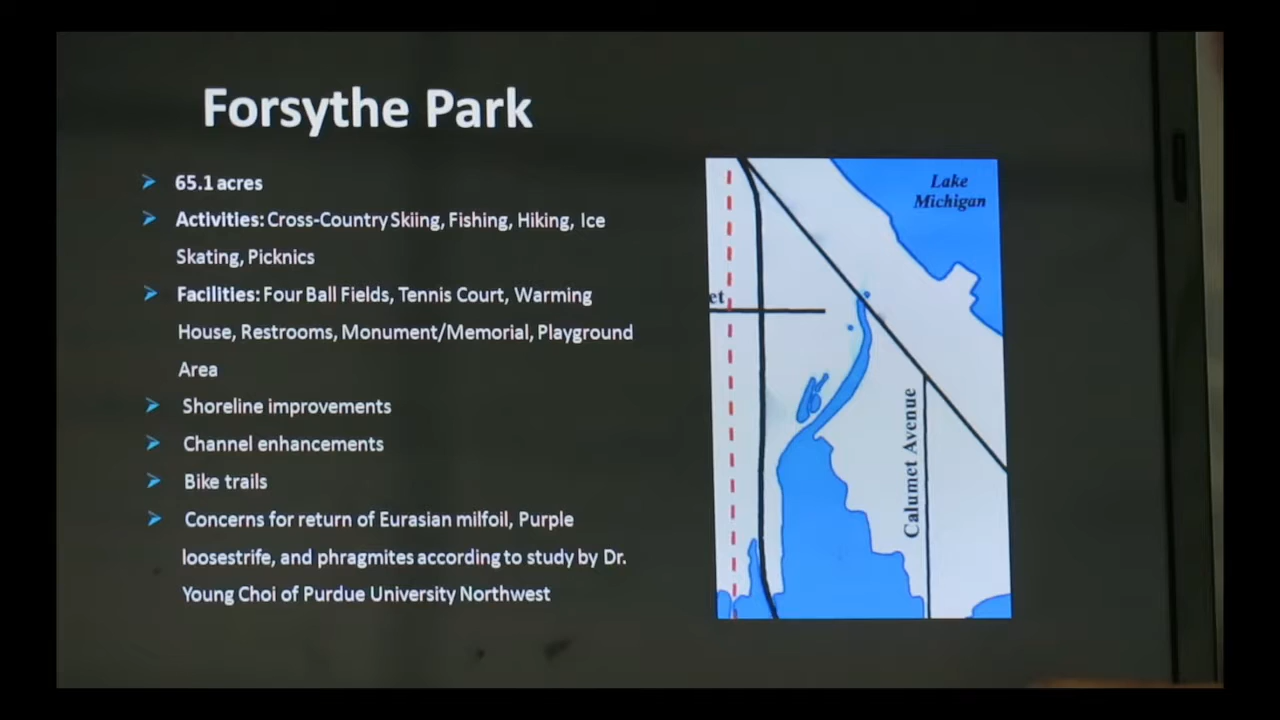 Forsythe Park
65.1 acres
Activities: Cross-Country Skiing, Fishing, Hiking, Ice
Skating, Picknics
Facilities: Four Ball Fields, Tennis Court, Warming
House, Restrooms, Monument/Memorial, Playground
Area
Shoreline improvements
Channel enhancements
Bike trails
Concerns for return of Eurasian milfoil, Purple
loosestrife, and phragmites according to study by Dr.
Young Choi of Purdue University Northwest
Lake
Michigan
et
Calumet Avenue